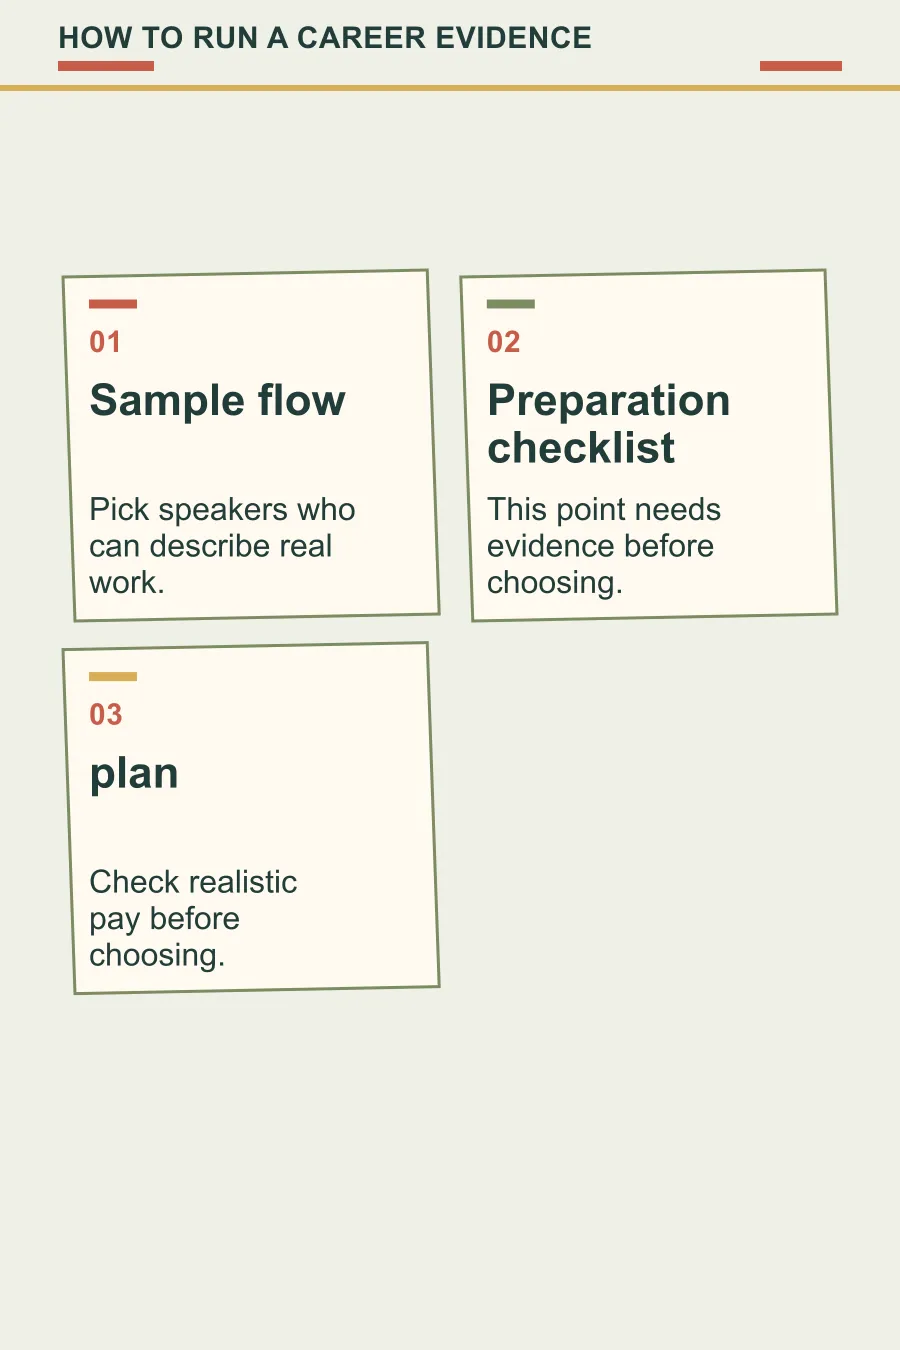 HOW TO RUN A CAREER EVIDENCE
01
Sample flow
Pick speakers who
can describe real
work.
02
Preparation
checklist
This point needs
evidence before
choosing.
03
plan
Check realistic
pay before
choosing.